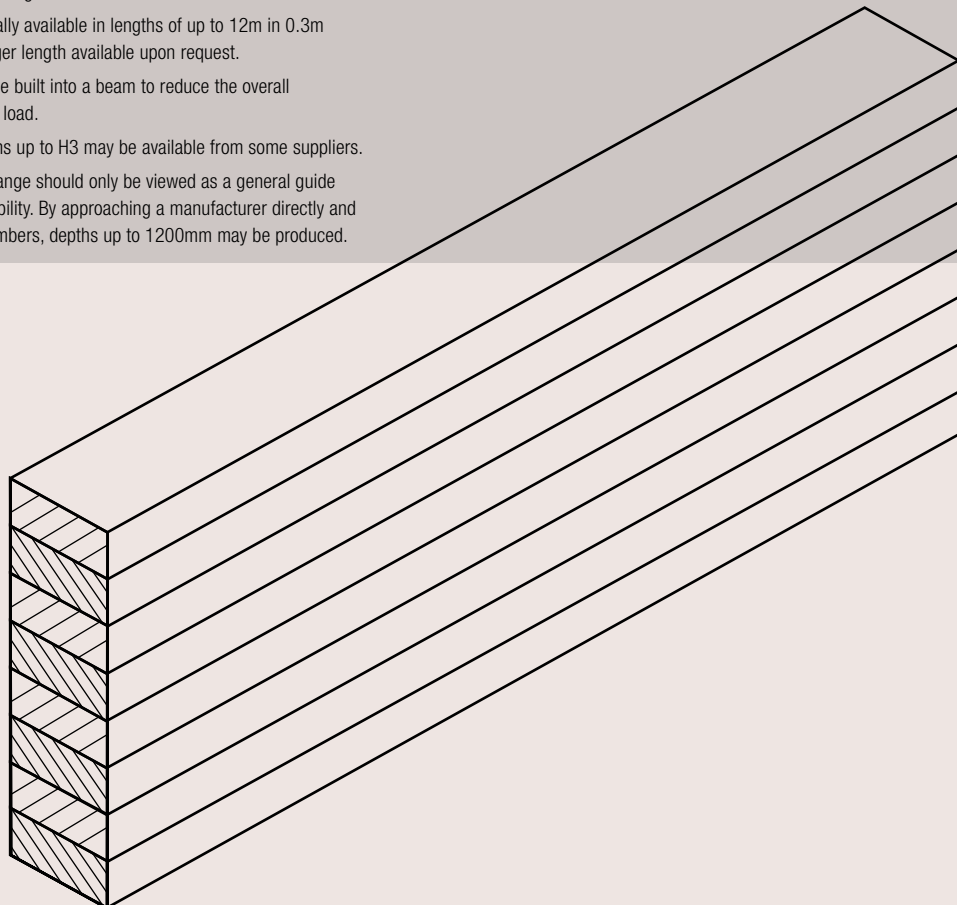 ally available in lengths of up to 12m in 0.3m
ger length available upon request.
e built into a beam to reduce the overall
load.
ns up to H3 may be available from some suppliers.
ange should only be viewed as a general guide
bility. By approaching a manufacturer directly and
mbers, depths up to 1200mm may be produced.